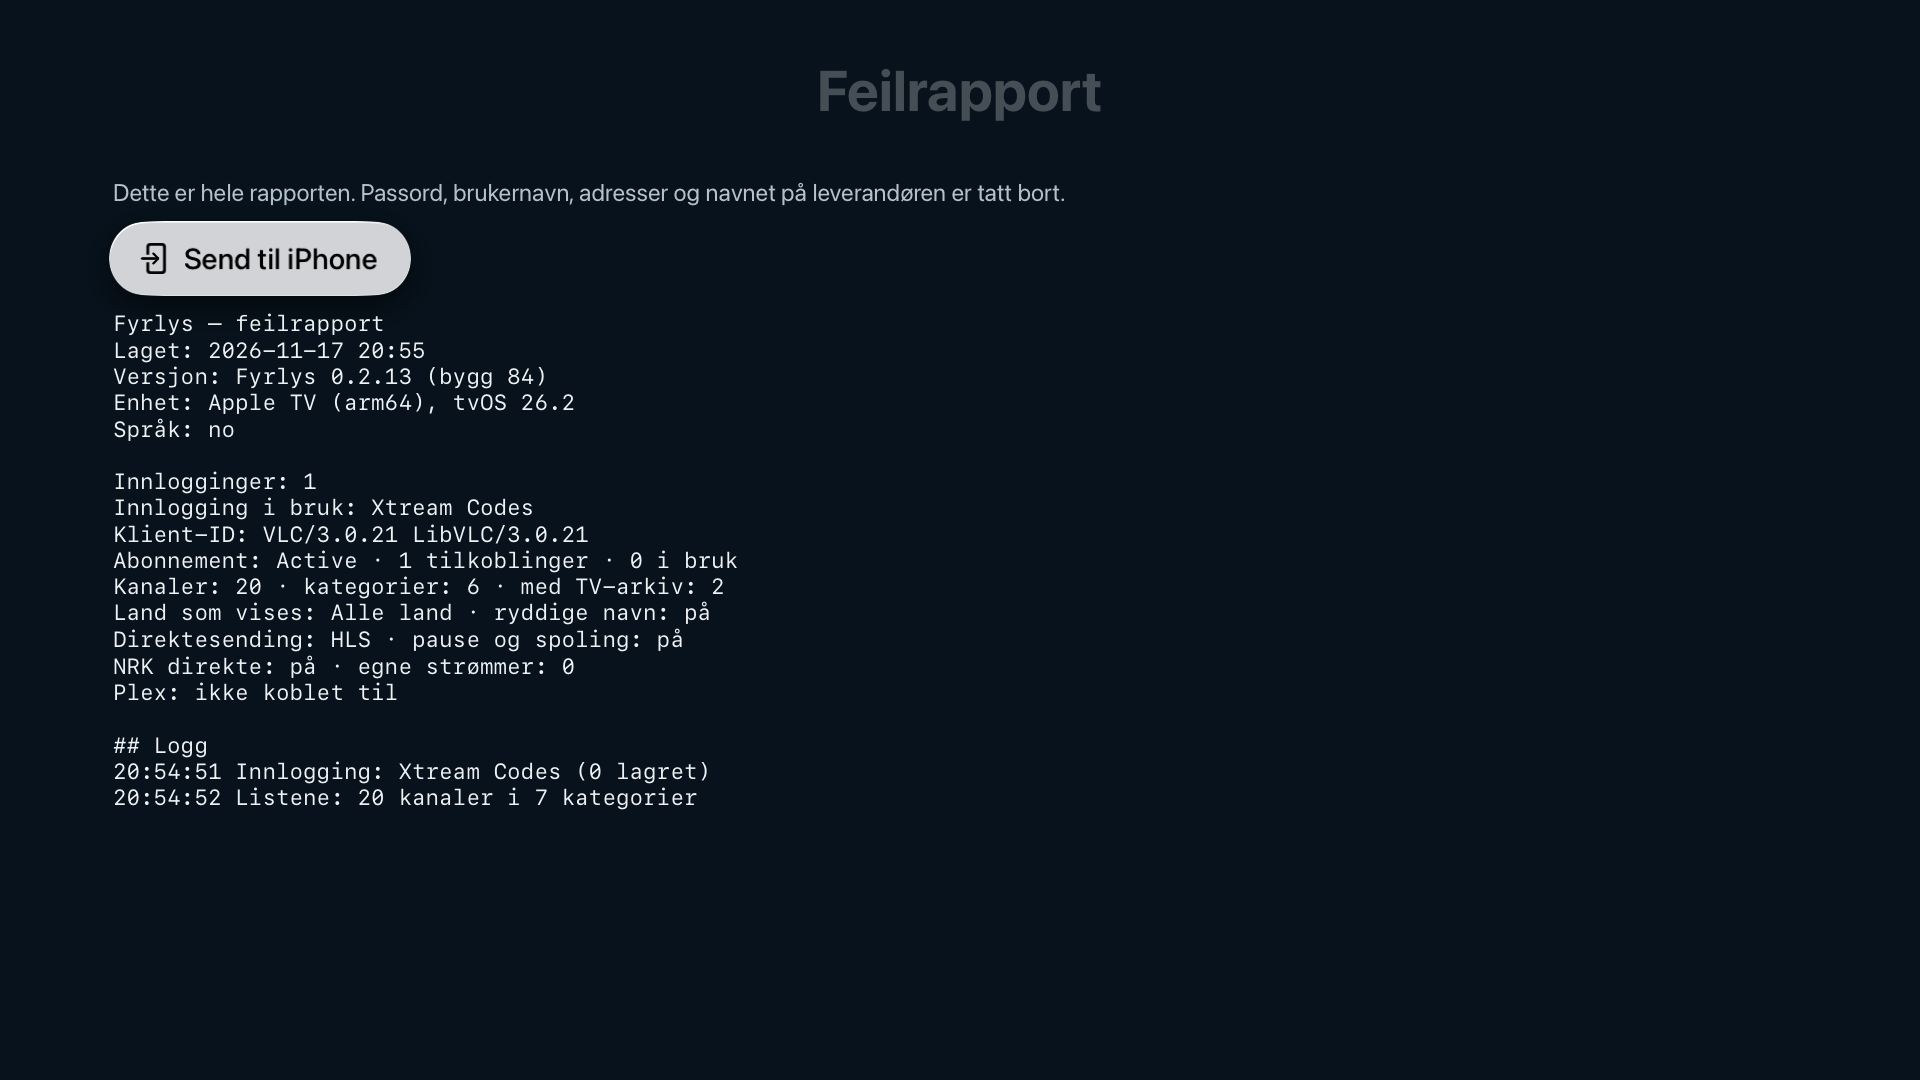 Feilrapport
Dette er hele rapporten. Passord, brukernavn, adresser og navnet på leverandøren er tatt bort.
Send til iPhone
Fyrlys — feilrapport
Laget: 2026-11-17 20:55
Versjon: Fyrlys 0.2.13 (bygg 84)
Enhet: Apple TV (arm64), tvOS 26.2
Språk: no
Innlogginger: 1
Innlogging i bruk: Xtream Codes
Klient-ID: VLC/3.0.21 LibVLC/3.0.21
Abonnement: Active · 1 tilkoblinger · 0 i bruk
Kanaler: 20 · kategorier: 6 · med TV-arkiv: 2
Land som vises: Alle land · ryddige navn: på
Direktesending: HLS · pause og spoling: på
NRK direkte: på · egne strømmer: 0
Plex: ikke koblet til
## Logg
20:54:51 Innlogging: Xtream Codes (0 lagret)
20:54:52 Listene: 20 kanaler i 7 kategorier